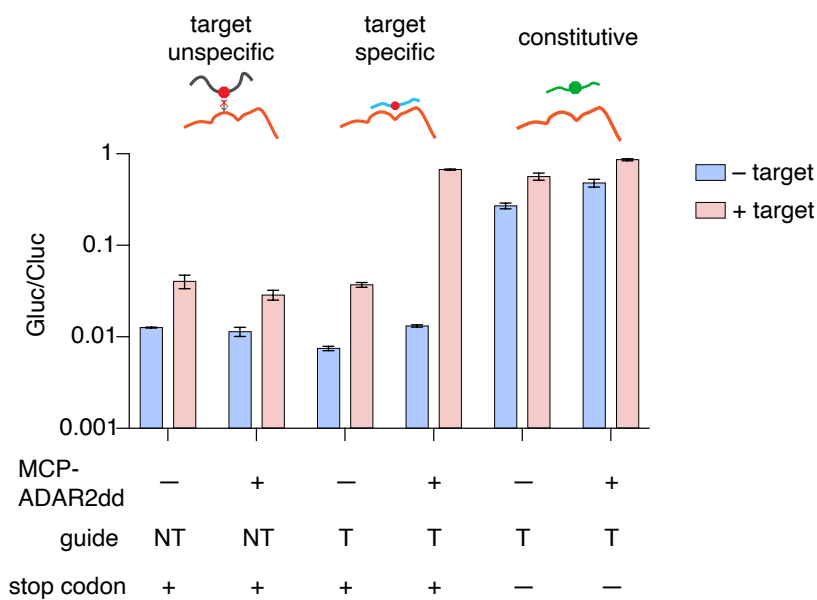 target
unspecific
target
specific
constitutive
1
0.1
0.01
0.001
Gluc/Cluc
– target
+ target
MCP-
ADAR2dd
— + — + — +
guide NT NT T T T T
stop codon + + + + — —